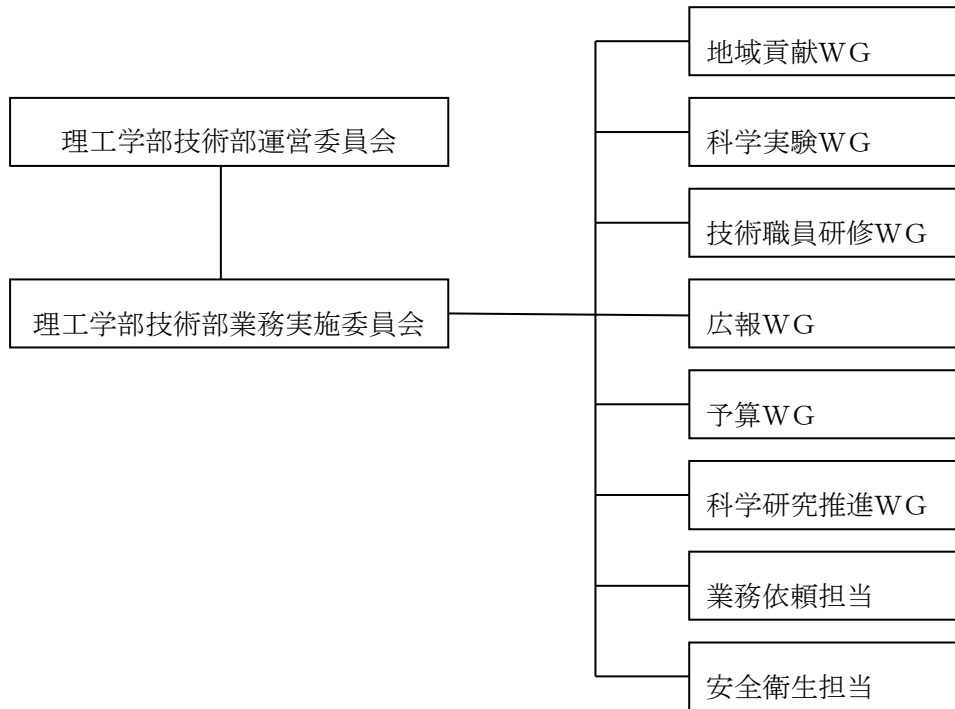 理工学部技術部運営委員会
理工学部技術部業務実施委員会
地域貢献ＷＧ
科学実験ＷＧ
技術職員研修ＷＧ
広報ＷＧ
予算ＷＧ
科学研究推進ＷＧ
業務依頼担当
安全衛生担当